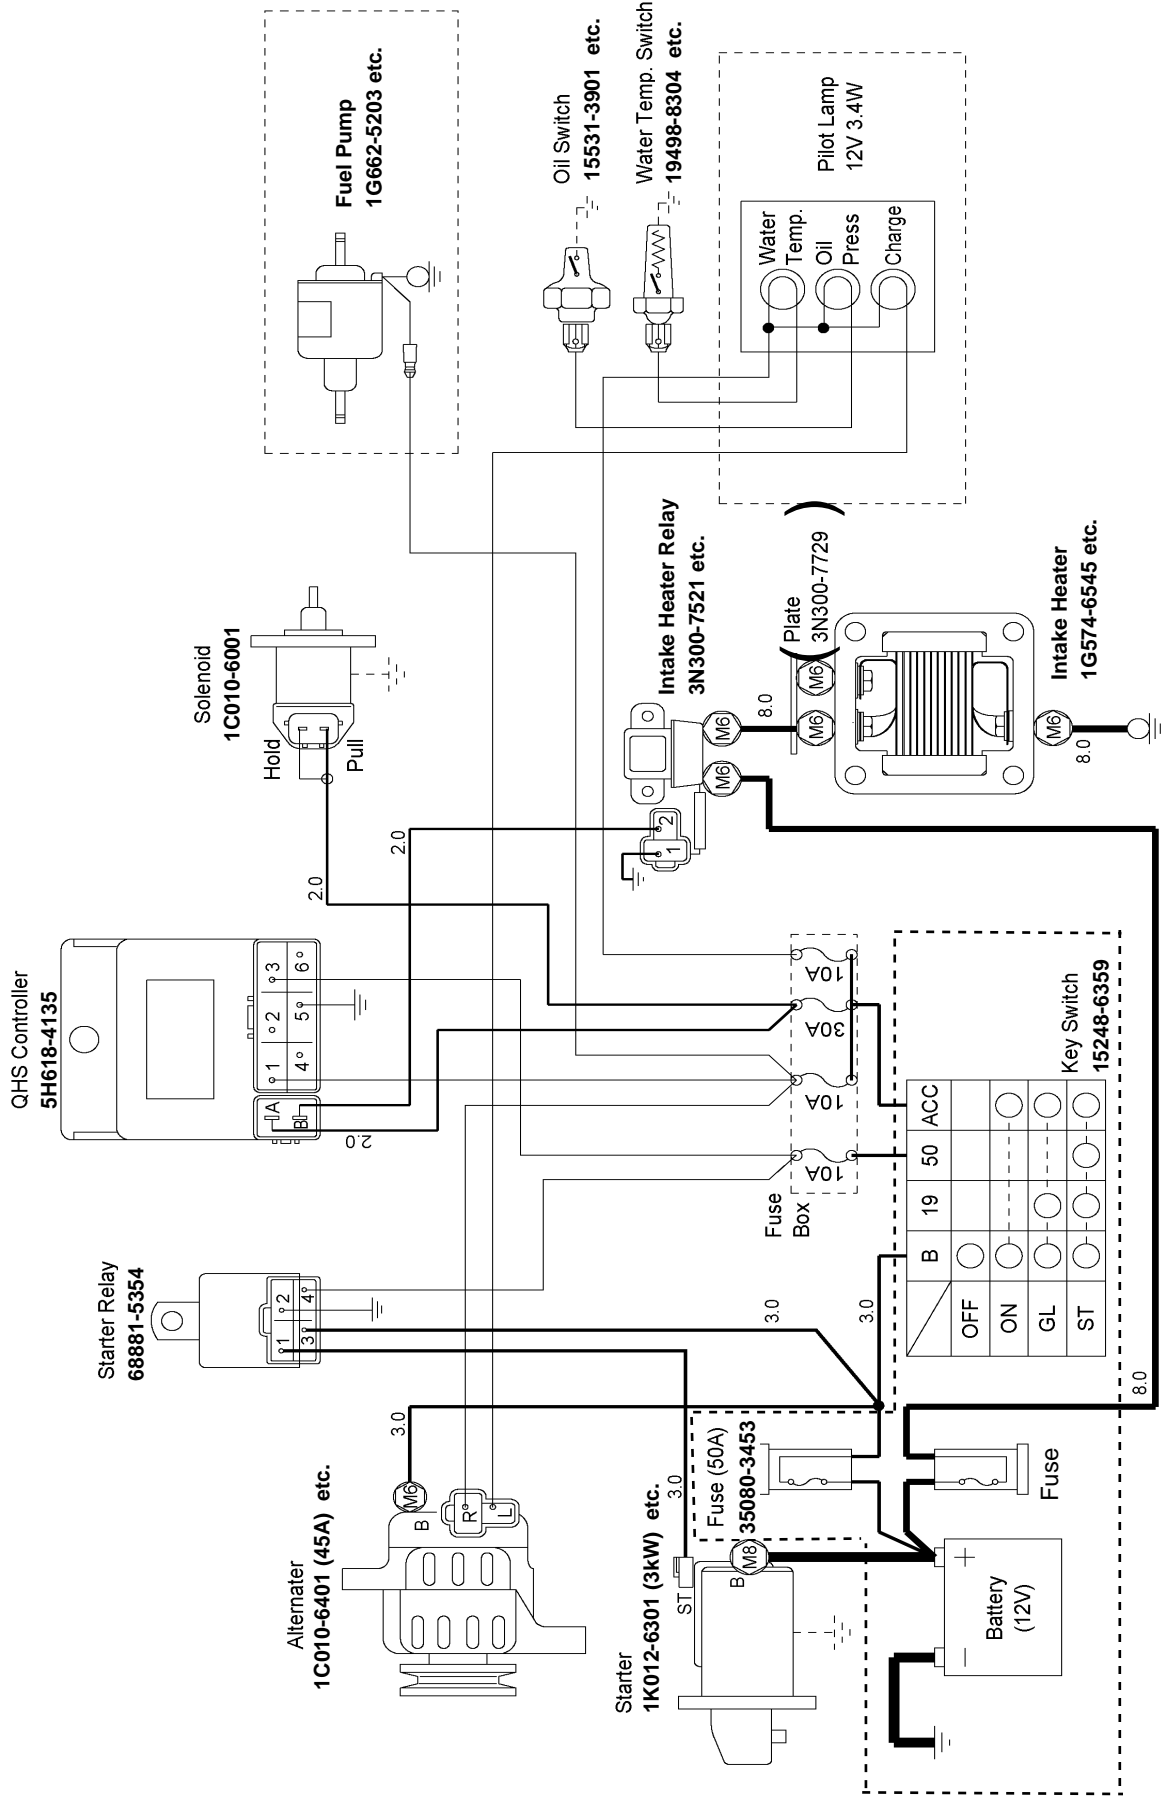 Fuel Pump
1G662-5203 etc.
Oil Switch
15531-3901 etc.
Water Temp. Switch
19498-8304 etc.
Pilot Lamp
12V 3.4W
Water
Temp.
Oil
Press
Charge
Solenoid
1C010-6001
Hold
Pull
2.0
Intake Heater Relay
3N300-7521 etc.
M6
M6
8.0
Plate
3N300-7729
M6
M6
Intake Heater
1G574-6545 etc.
M6
8.0
2.0
1
2
QHS Controller
5H618-4135
1
2
3
4
5
6
A
B
2.0
10A
30A
10A
10A
Fuse
Box
Key Switch
15248-6359
B
19
50
ACC
OFF
ON
GL
ST
Starter Relay
68881-5354
1
2
3
4
3.0
3.0
3.0
3.0
8.0
Alternater
1C010-6401 (45A) etc.
M6
B
R
L
Starter
1K012-6301 (3kW) etc.
ST
B
M8
Fuse (50A)
35080-3453
Fuse
Battery
(12V)
+
−